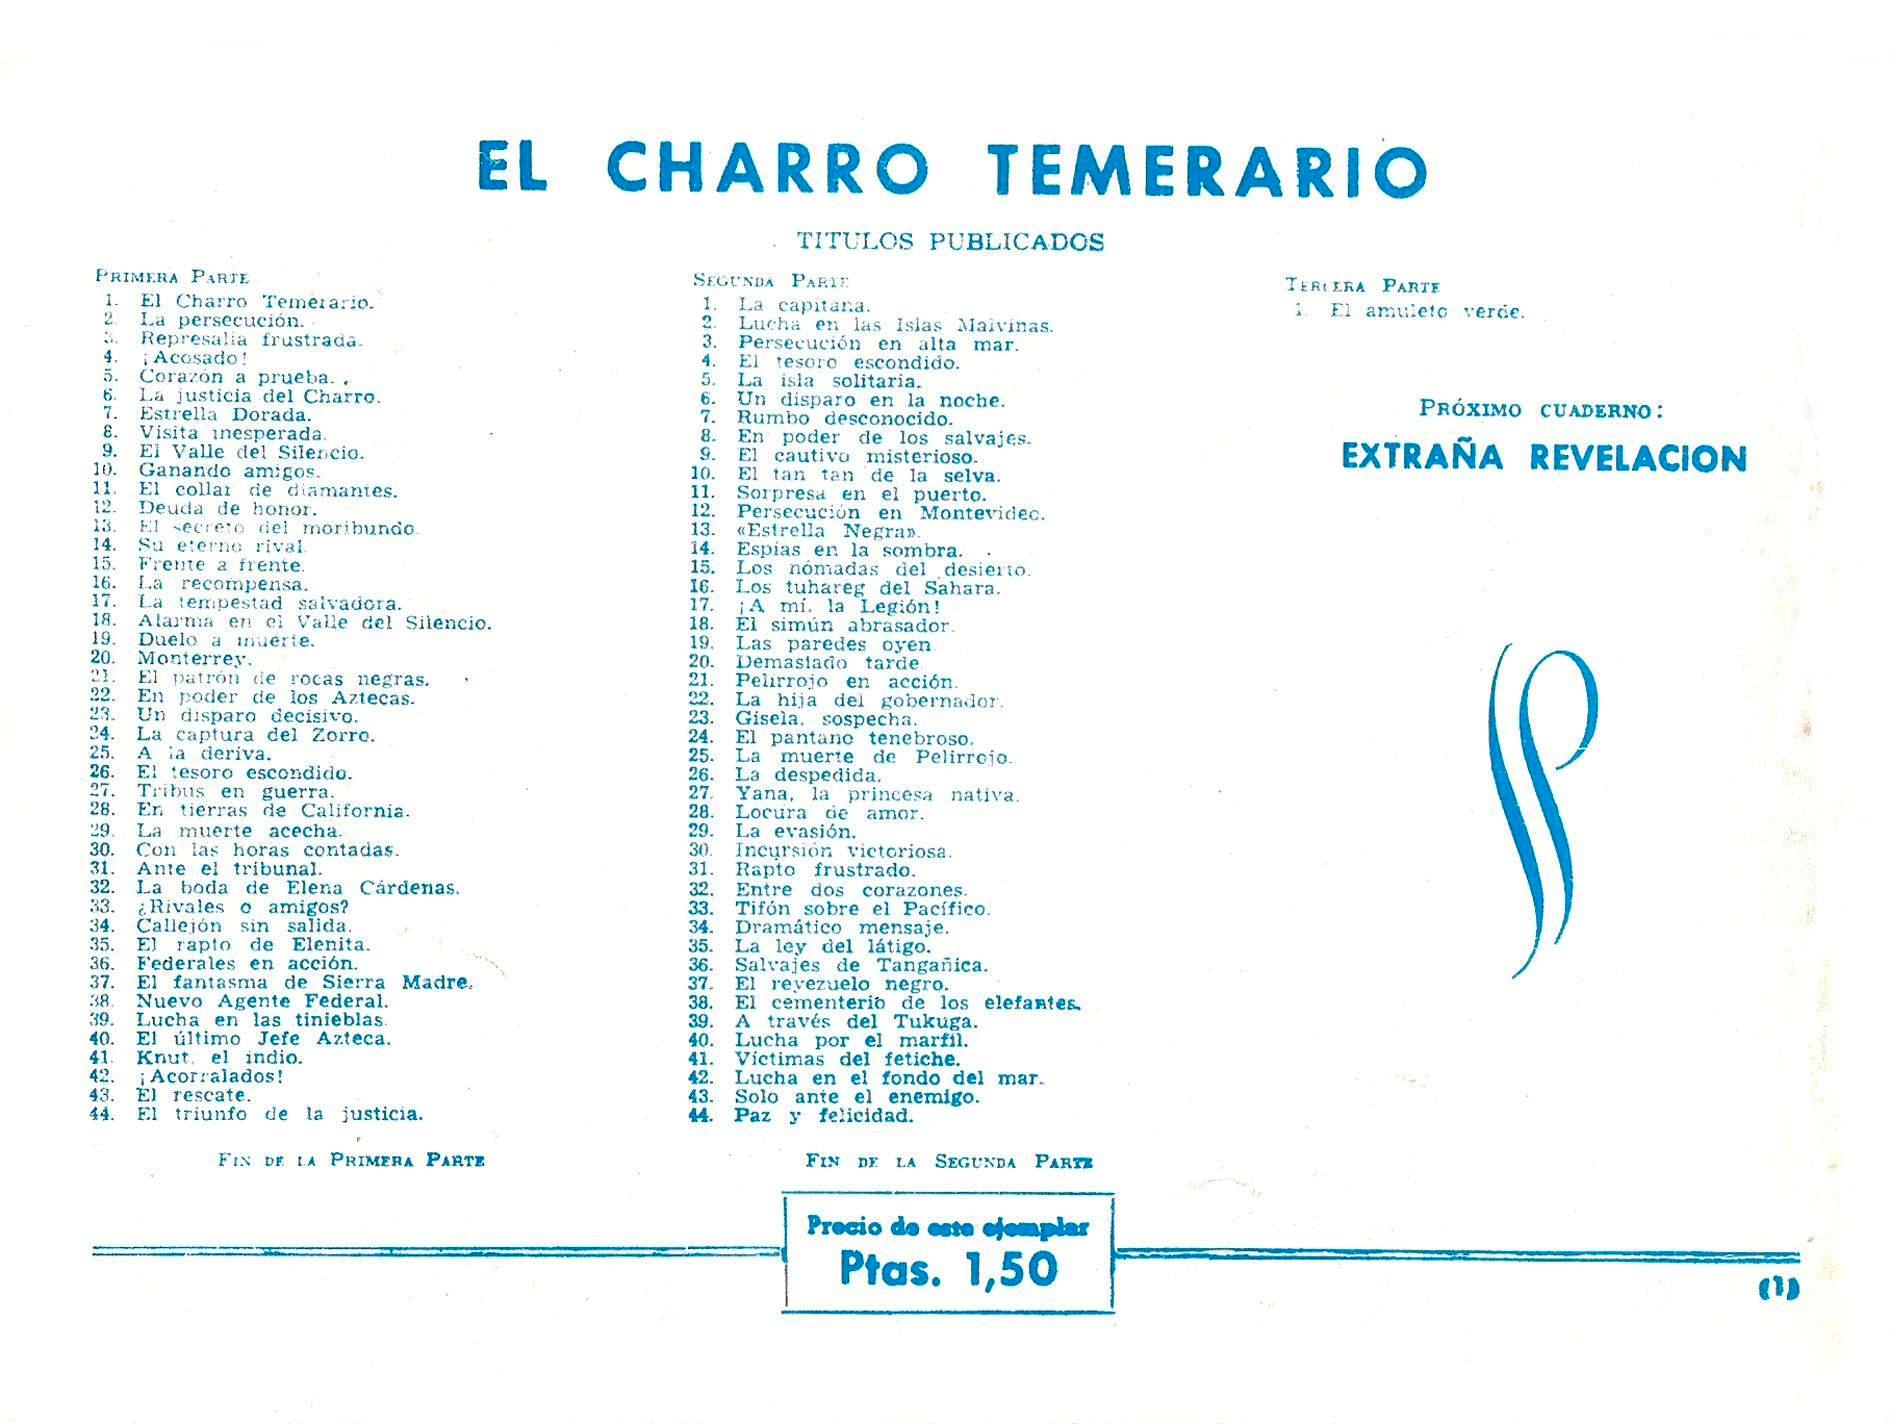 EL CHARRO TEMERARIO
TITULOS PUBLICADOS
PRIMERA PARTE
1. El Charro Temerario.
2. La persecución.
3. Represalia frustrada.
4. ¡Acosado!
5. Corazón a prueba.
6. La justicia del Charro.
7. Estrella Dorada.
8. Visita inesperada.
9. El Valle del Silencio.
10. Ganando amigos.
11. El collar de diamantes.
12. Deuda de honor.
13. El secreto del moribundo.
14. Su eterno rival.
15. Frente a frente.
16. La recompensa.
17. La tempestad salvadora.
18. Alarma en el Valle del Silencio.
19. Duelo a muerte.
20. Monterrey.
21. El patrón de rocas negras.
22. En poder de los Aztecas.
23. Un disparo decisivo.
24. La captura del Zorro.
25. A la deriva.
26. El tesoro escondido.
27. Tribus en guerra.
28. En tierras de California.
29. La muerte acecha.
30. Con las horas contadas.
31. Ante el tribunal.
32. La boda de Elena Cárdenas.
33. ¿Rivales o amigos?
34. Callejón sin salida.
35. El rapto de Elenita.
36. Federales en acción.
37. El fantasma de Sierra Madre.
38. Nuevo Agente Federal.
39. Lucha en las tinieblas.
40. El último Jefe Azteca.
41. Knut, el indio.
42. ¡Acorralados!
43. El rescate.
44. El triunfo de la justicia.
FIN DE LA PRIMERA PARTE
SEGUNDA PARTE
1. La capitana.
2. Lucha en las Islas Malvinas.
3. Persecución en alta mar.
4. El tesoro escondido.
5. La isla solitaria.
6. Un disparo en la noche.
7. Rumbo desconocido.
8. En poder de los salvajes.
9. El cautivo misterioso.
10. El tan tan de la selva.
11. Sorpresa en el puerto.
12. Persecución en Montevideo.
13. «Estrella Negra».
14. Espías en la sombra.
15. Los nómadas del desierto.
16. Los tuhareg del Sahara.
17. ¡A mí, la Legión!
18. El simún abrasador.
19. Las paredes oyen
20. Demasiado tarde.
21. Pelirrojo en acción.
22. La hija del gobernador.
23. Gisela, sospecha.
24. El pantano tenebroso.
25. La muerte de Pelirrojo.
26. La despedida.
27. Yana, la princesa nativa.
28. Locura de amor.
29. La evasión.
30. Incursión victoriosa.
31. Rapto frustrado.
32. Entre dos corazones.
33. Tifón sobre el Pacífico.
34. Dramático mensaje.
35. La ley del látigo.
36. Salvajes de Tangañica.
37. El reyezuelo negro.
38. El cementerio de los elefantes.
39. A través del Tukuga.
40. Lucha por el marfil.
41. Víctimas del fetiche.
42. Lucha en el fondo del mar.
43. Solo ante el enemigo.
44. Paz y felicidad.
FIN DE LA SEGUNDA PARTE
TERCERA PARTE
1. El amuleto verde.
PRÓXIMO CUADERNO:
EXTRAÑA REVELACION
Precio de este ejemplar
Ptas. 1,50
(1)